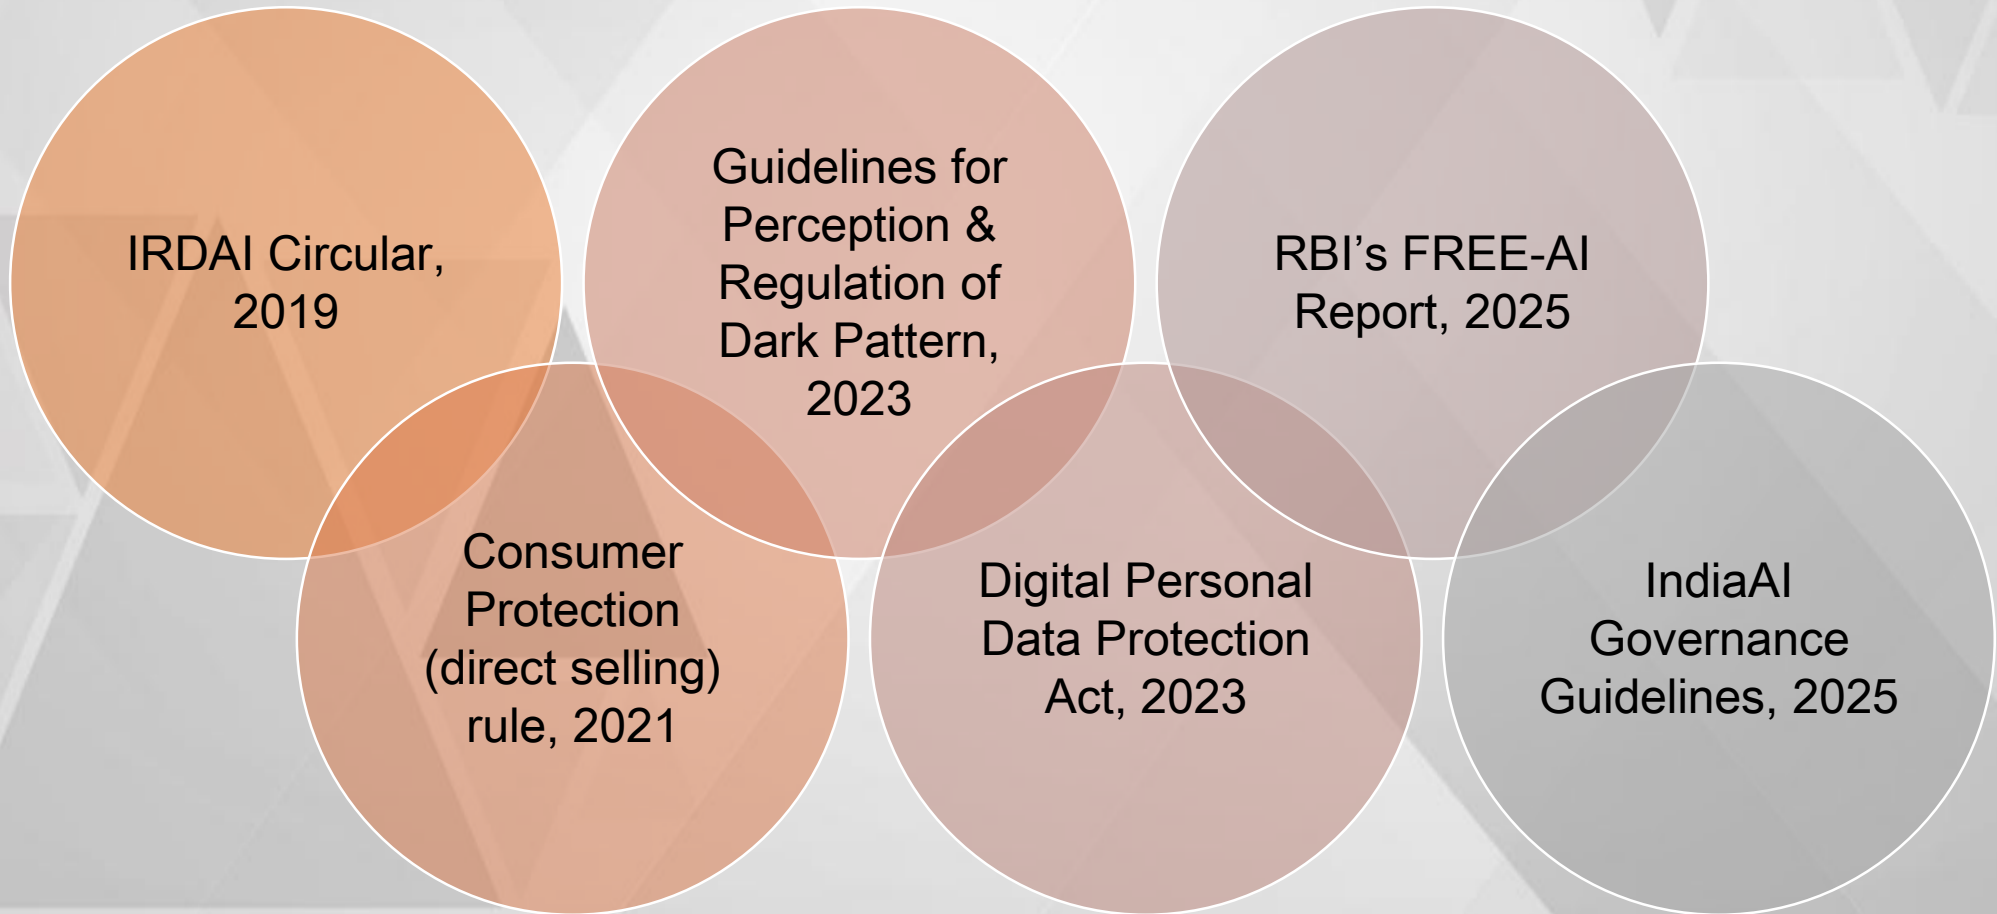 IRDAI Circular,
2019
Consumer
Protection
(direct selling)
rule, 2021
Guidelines for
Perception &
Regulation of
Dark Pattern,
2023
Digital Personal
Data Protection
Act, 2023
RBI’s FREE-AI
Report, 2025
IndiaAI
Governance
Guidelines, 2025